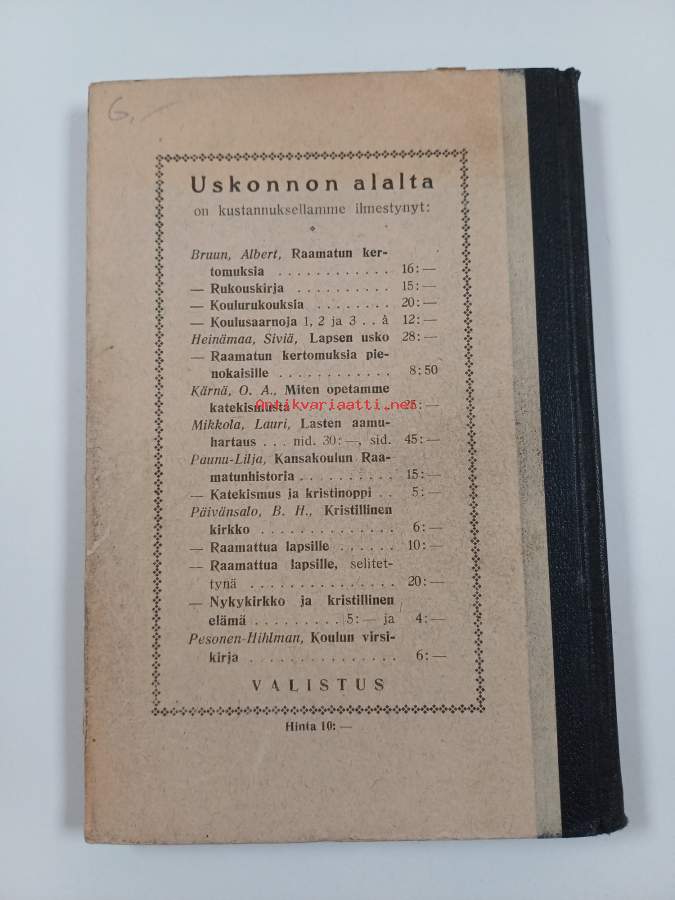 6,—
Uskonnon alalta
on kustannuksellamme ilmestynyt:
Bruun, Albert, Raamatun ker-
tomuksia . . . . . . . . . . . . 16: —
— Rukouskirja . . . . . . . . . . 15: —
— Koulurukouksia . . . . . . . . 20: —
— Koulusaarnoja 1, 2 ja 3 . . å 12: —
Heinämaa, Siviä, Lapsen usko 28: —
— Raamatun kertomuksia pie-
nokaisille . . . . . . . . . . . . 8: 50
Kärnä, O. A., Miten opetamme
katekismusta 25: —
Antikvariaatti.net
Mikkola, Lauri, Lasten aamu-
hartaus . . . nid. 30: —, sid. 45: —
Paunu-Lilja, Kansakoulun Raa-
matunhistoria . . . . . . . . . . 15: —
— Katekismus ja kristinoppi . . 5: —
Päivänsalo, B. H., Kristillinen
kirkko . . . . . . . . . . . . . . 6: —
— Raamattua lapsille . . . . . . 10: —
— Raamattua lapsille, selitet-
tynä . . . . . . . . . . . . . . . 20: —
— Nykykirkko ja kristillinen
elämä . . . . . . . . . 5: — ja 4: —
Pesonen-Hihlman, Koulun virsi-
kirja . . . . . . . . . . . . . . . 6: —
VALISTUS
Hinta 10: —